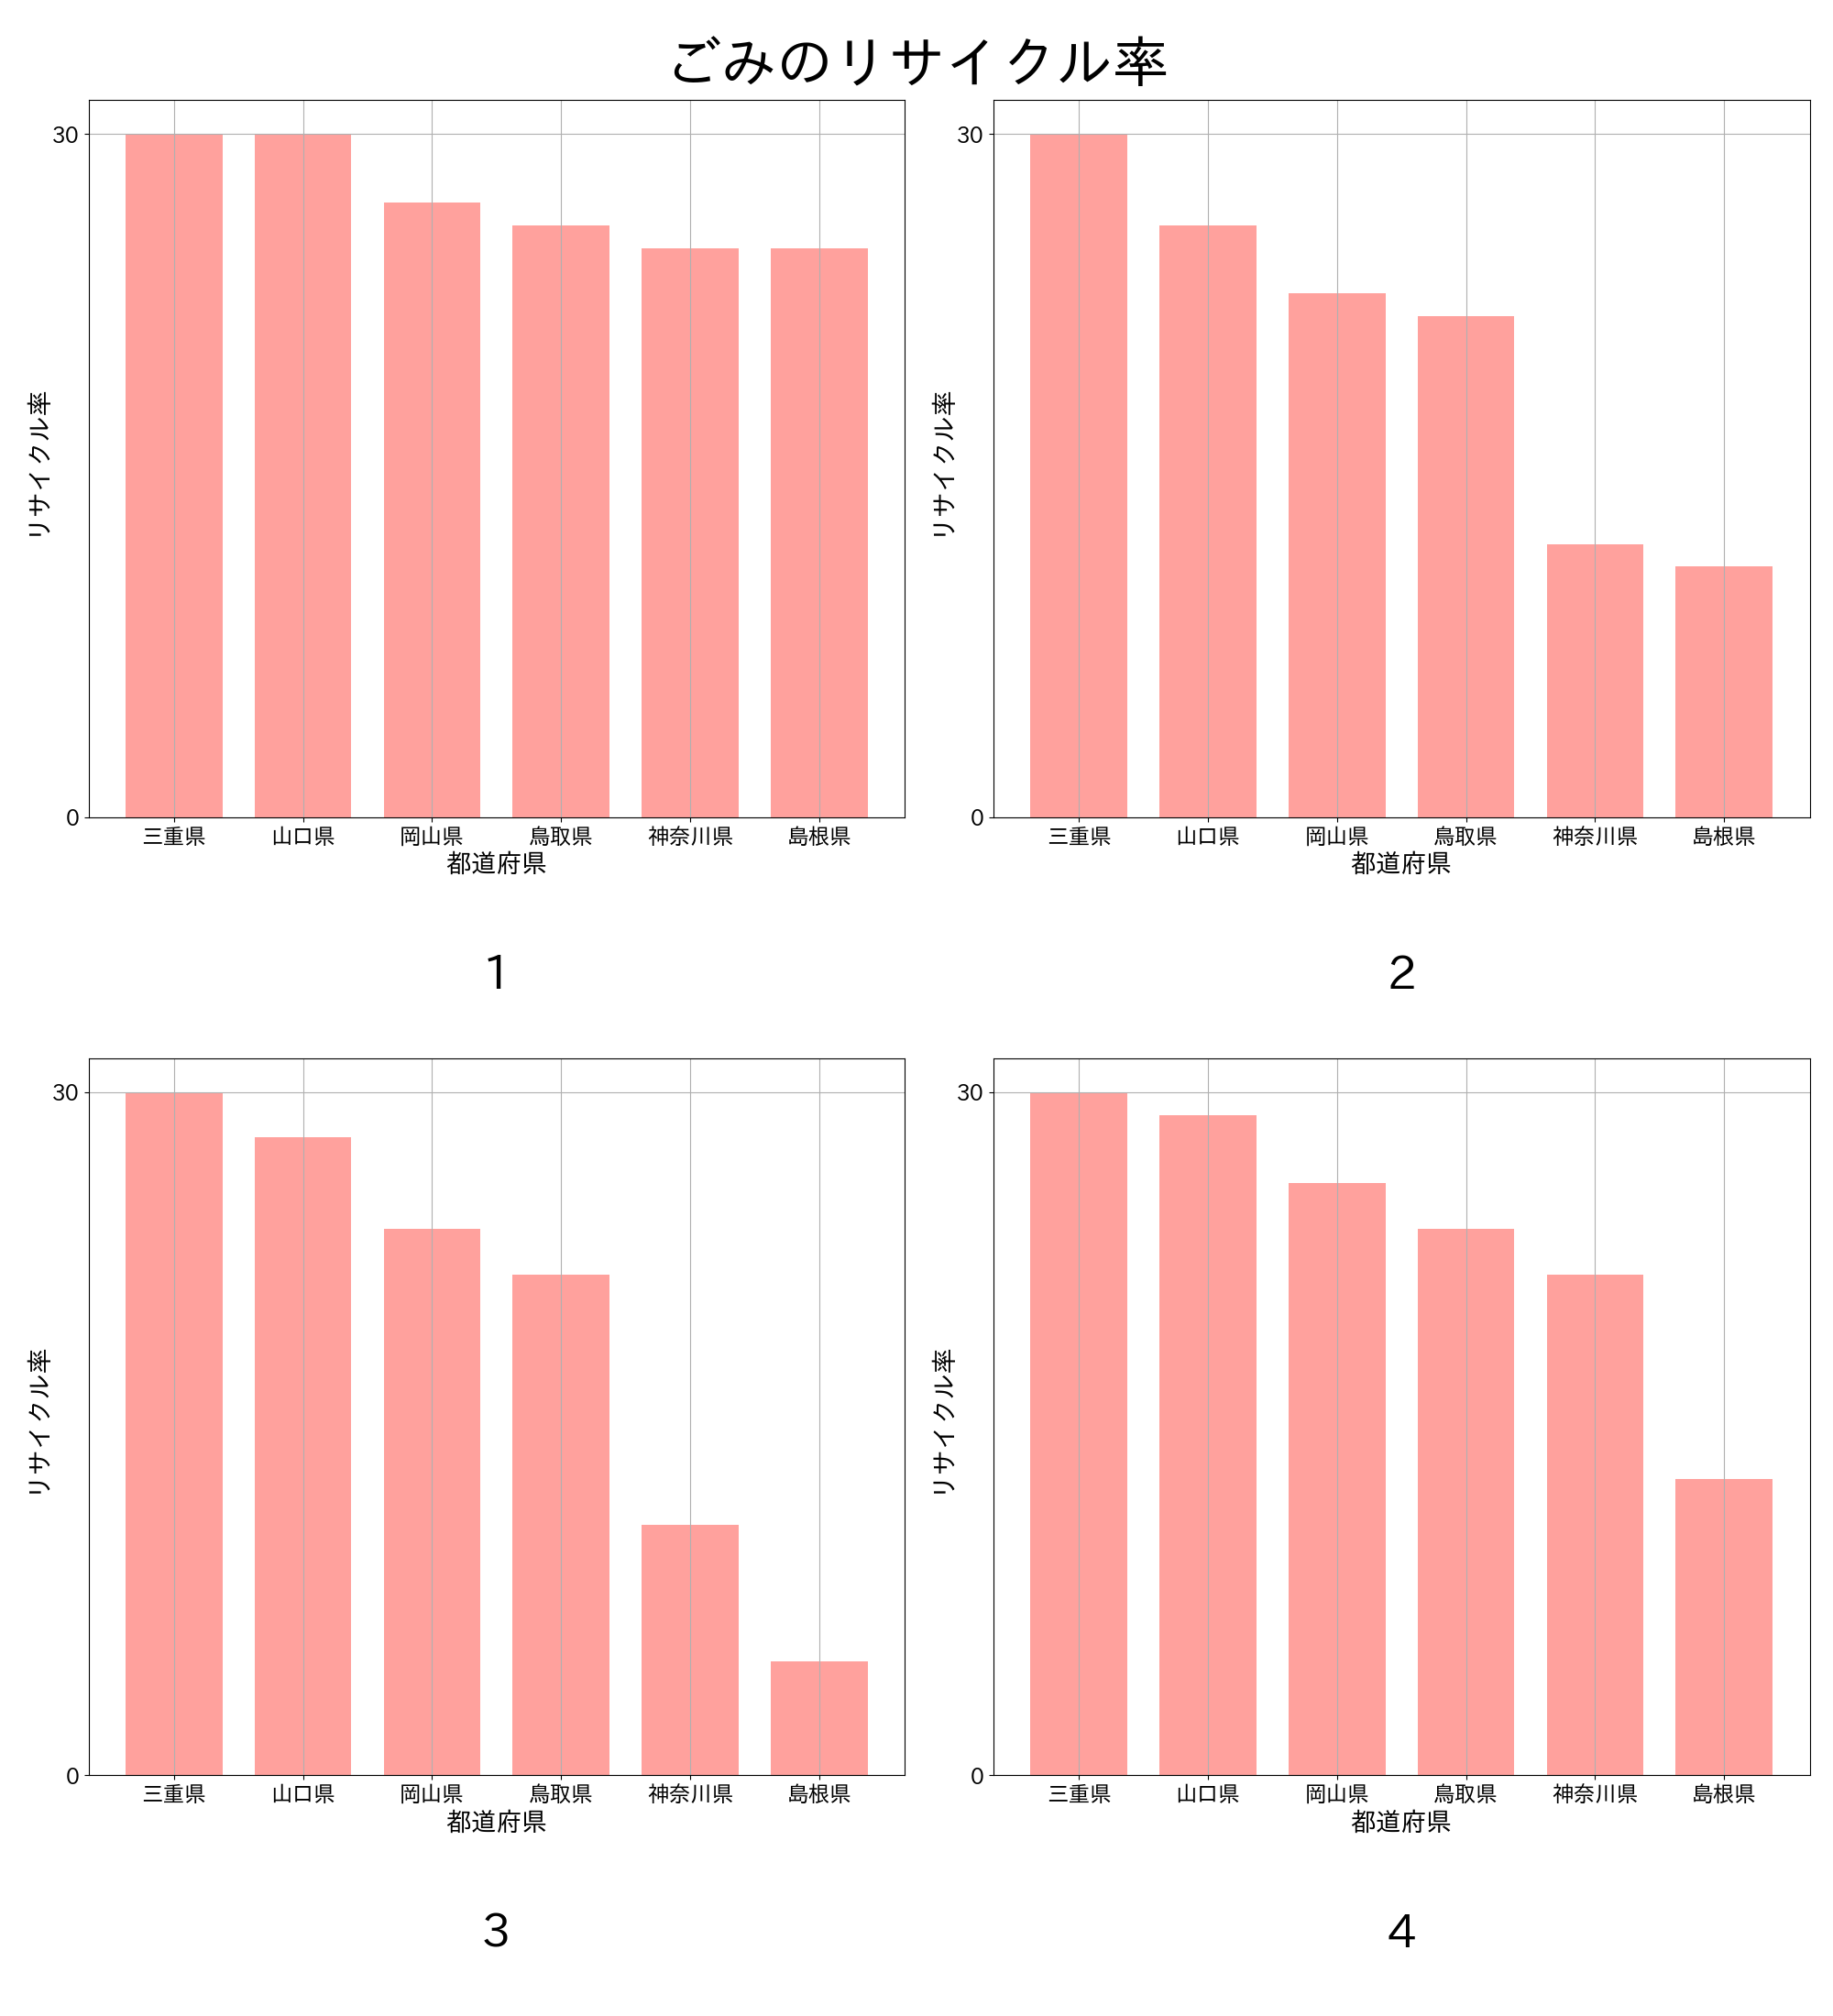 ごみのリサイクル率
30
0
リサイクル率
三重県 山口県 岡山県 鳥取県 神奈川県 島根県
都道府県
1
30
0
リサイクル率
三重県 山口県 岡山県 鳥取県 神奈川県 島根県
都道府県
2
30
0
リサイクル率
三重県 山口県 岡山県 鳥取県 神奈川県 島根県
都道府県
3
30
0
リサイクル率
三重県 山口県 岡山県 鳥取県 神奈川県 島根県
都道府県
4